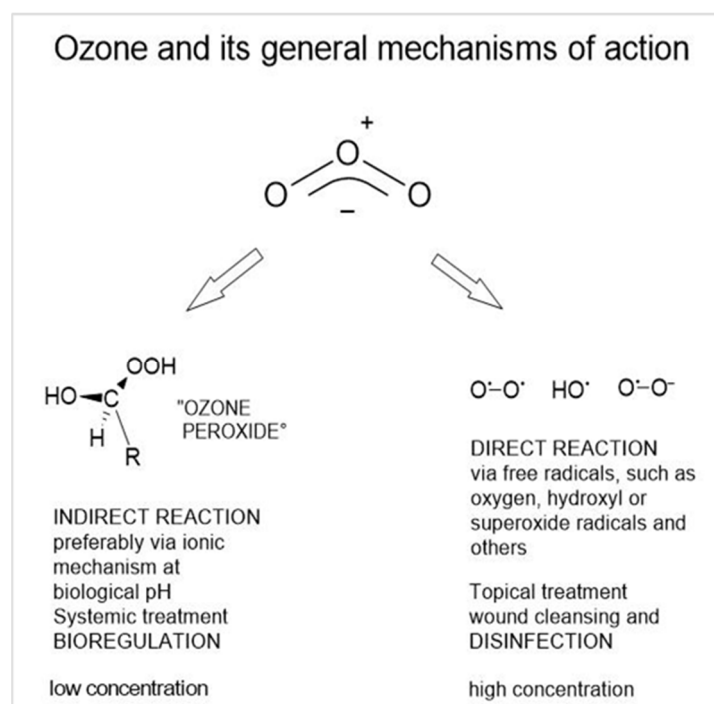 Ozone and its general mechanisms of action
+
O
O
O
–
OOH
HO
C
H
R
"OZONE
PEROXIDE°
INDIRECT REACTION
preferably via ionic
mechanism at
biological pH
Systemic treatment
BIOREGULATION
low concentration
O•–O• HO• O•–O–
DIRECT REACTION
via free radicals, such as
oxygen, hydroxyl or
superoxide radicals and
others
Topical treatment
wound cleansing and
DISINFECTION
high concentration